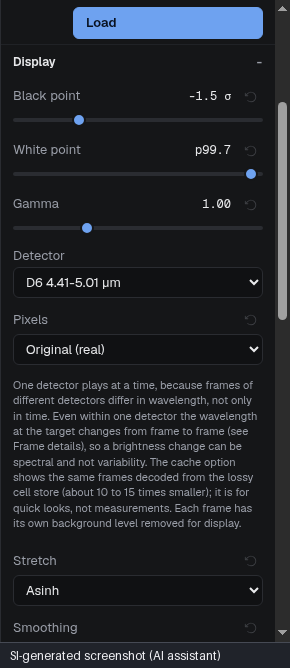 Load
Display -
Black point -1.5 σ
White point p99.7
Gamma 1.00
Detector
D6 4.41-5.01 µm
Pixels
Original (real)
One detector plays at a time, because frames of
different detectors differ in wavelength, not only
in time. Even within one detector the wavelength
at the target changes from frame to frame (see
Frame details), so a brightness change can be
spectral and not variability. The cache option
shows the same frames decoded from the lossy
cell store (about 10 to 15 times smaller); it is for
quick looks, not measurements. Each frame has
its own background level removed for display.
Stretch
Asinh
Smoothing
SI-generated screenshot (AI assistant)